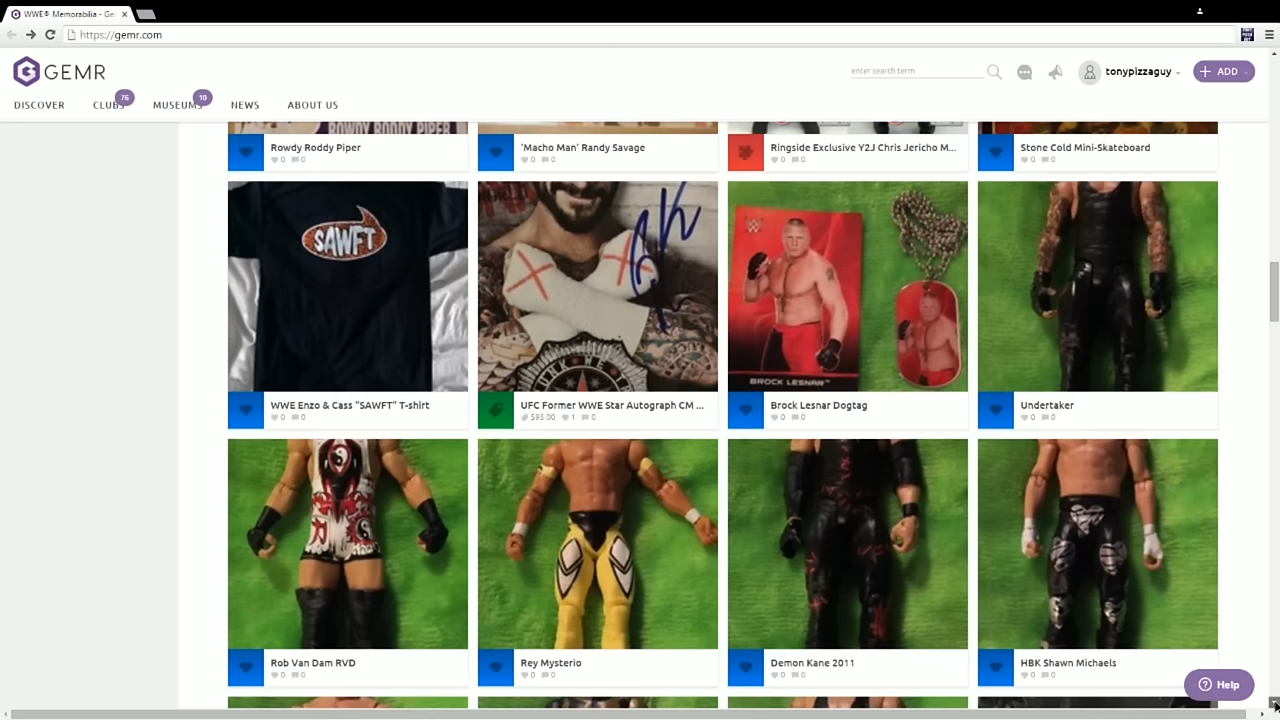 WWE® Memorabilia - Ge
https://gemr.com
GEMR
enter search term
tonypizzaguy
ADD
DISCOVER
CLUBS
76
MUSEUMS
10
NEWS
ABOUT US
ROWDY RODDY PIPER
Rowdy Roddy Piper
0 0
'Macho Man' Randy Savage
0 0
Ringside Exclusive Y2J Chris Jericho M...
0 0
Stone Cold Mini-Skateboard
0 0
SAWFT
BROCK LESNAR™
WWE Enzo & Cass "SAWFT" T-shirt
0 0
UFC Former WWE Star Autograph CM ...
$95.00 1 0
Brock Lesnar Dogtag
0 0
Undertaker
0 0
Rob Van Dam RVD
0 0
Rey Mysterio
0 0
Demon Kane 2011
0 0
HBK Shawn Michaels
0 0
Help